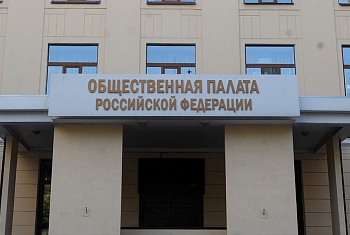 ОБЩЕСТВЕННАЯ ПАЛАТА
РОССИЙСКОЙ ФЕДЕРАЦИИ